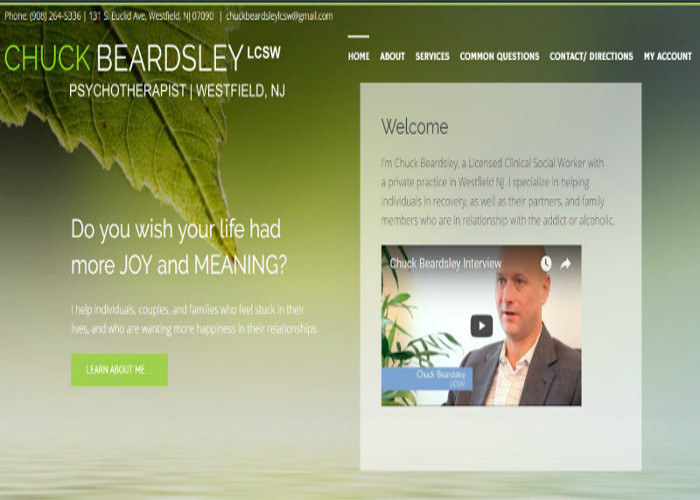 Phone: (908) 264-5336 | 131 S. Euclid Ave, Westfield, NJ 07090 | chuckbeardsleylcsw@gmail.com
CHUCK BEARDSLEY LCSW
PSYCHOTHERAPIST | WESTFIELD, NJ
HOME ABOUT SERVICES COMMON QUESTIONS CONTACT/ DIRECTIONS MY ACCOUNT
Welcome
I'm Chuck Beardsley, a Licensed Clinical Social Worker with
a private practice in Westfield NJ. I specialize in helping
individuals in recovery, as well as their partners, and family
members who are in relationship with the addict or alcoholic.
Do you wish your life had
more JOY and MEANING?
I help individuals, couples, and families who feel stuck in their
lives, and who are wanting more happiness in their relationships.
LEARN ABOUT ME...
Chuck Beardsley Interview
Chuck Beardsley
LCSW